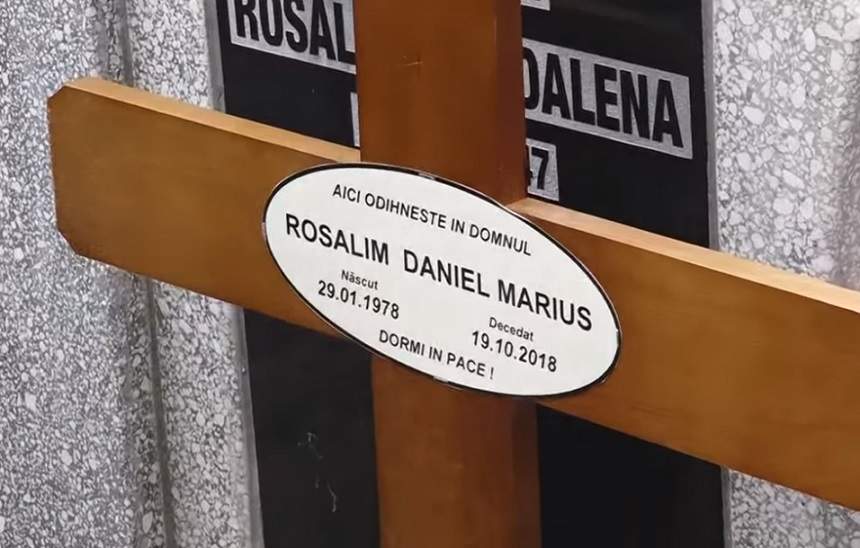 ROSAL
DALENA
47
AICI ODIHNESTE IN DOMNUL
ROSALIM DANIEL MARIUS
Născut
29.01.1978
Decedat
19.10.2018
DORMI IN PACE !